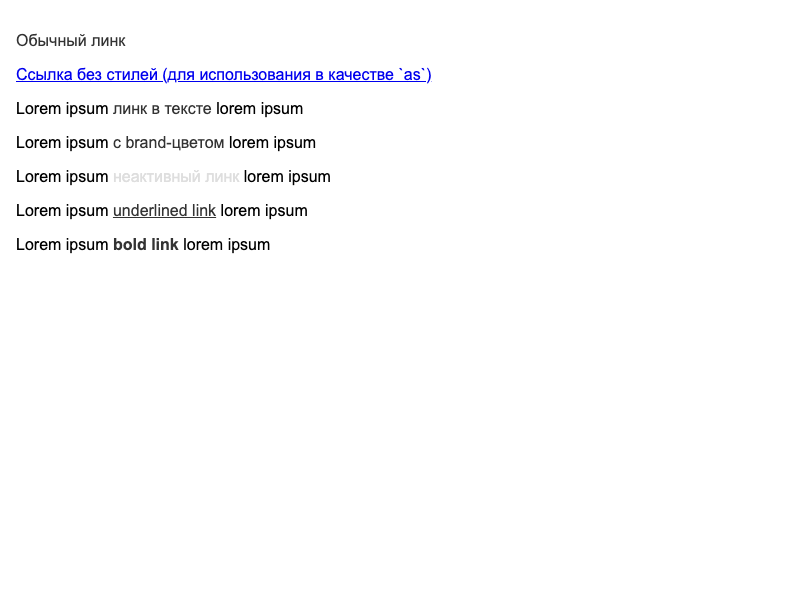 Обычный линк
Ссылка без стилей (для использования в качестве `as`)
Lorem ipsum линк в тексте lorem ipsum
Lorem ipsum с brand-цветом lorem ipsum
Lorem ipsum неактивный линк lorem ipsum
Lorem ipsum underlined link lorem ipsum
Lorem ipsum bold link lorem ipsum